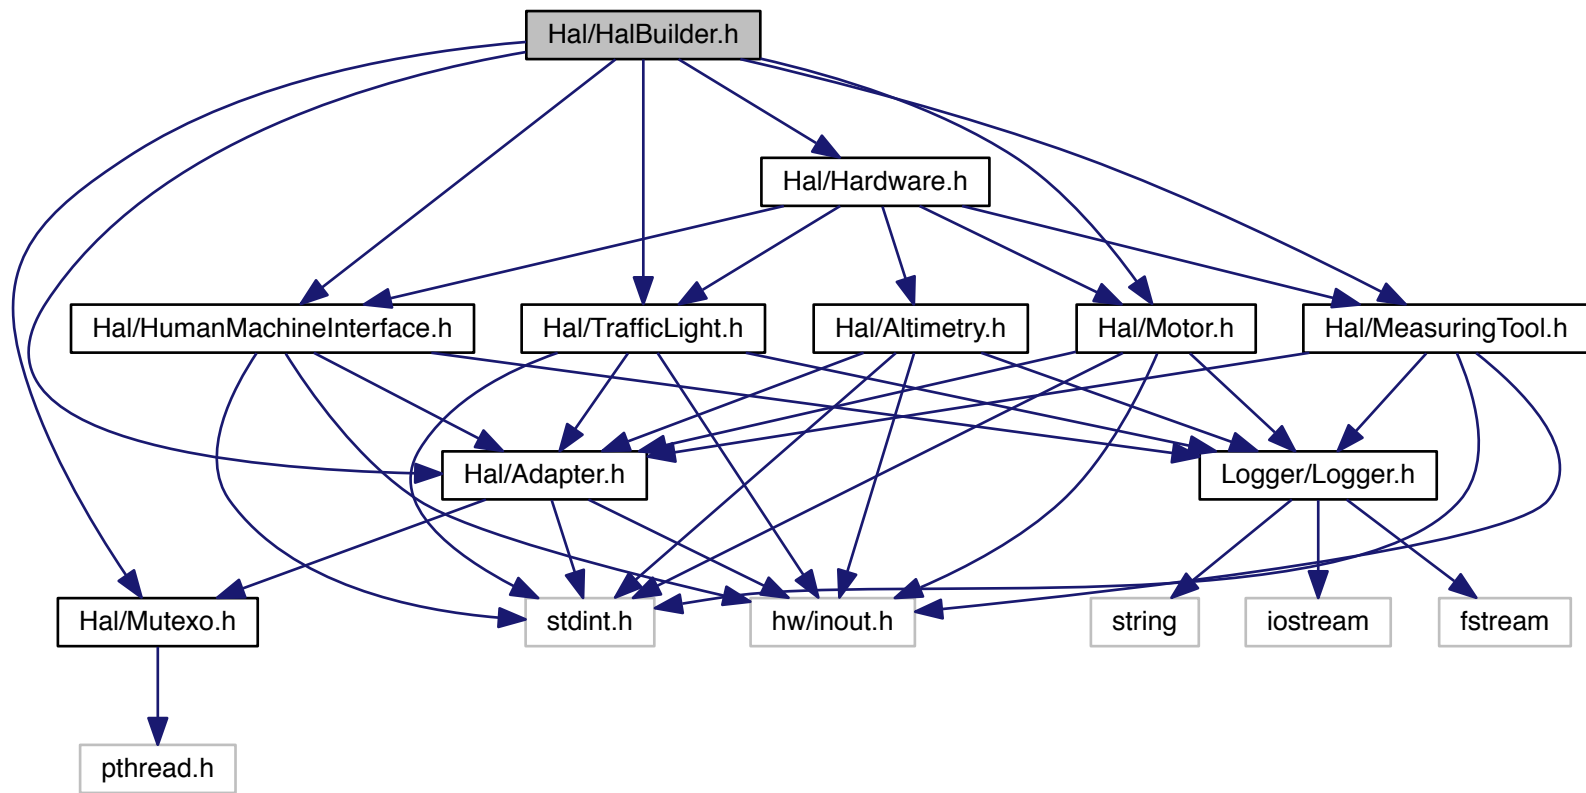 Hal/HalBuilder.h
Hal/Hardware.h
Hal/HumanMachineInterface.h
Hal/TrafficLight.h
Hal/Altimetry.h
Hal/Motor.h
Hal/MeasuringTool.h
Hal/Adapter.h
Logger/Logger.h
Hal/Mutexo.h
stdint.h
hw/inout.h
string
iostream
fstream
pthread.h